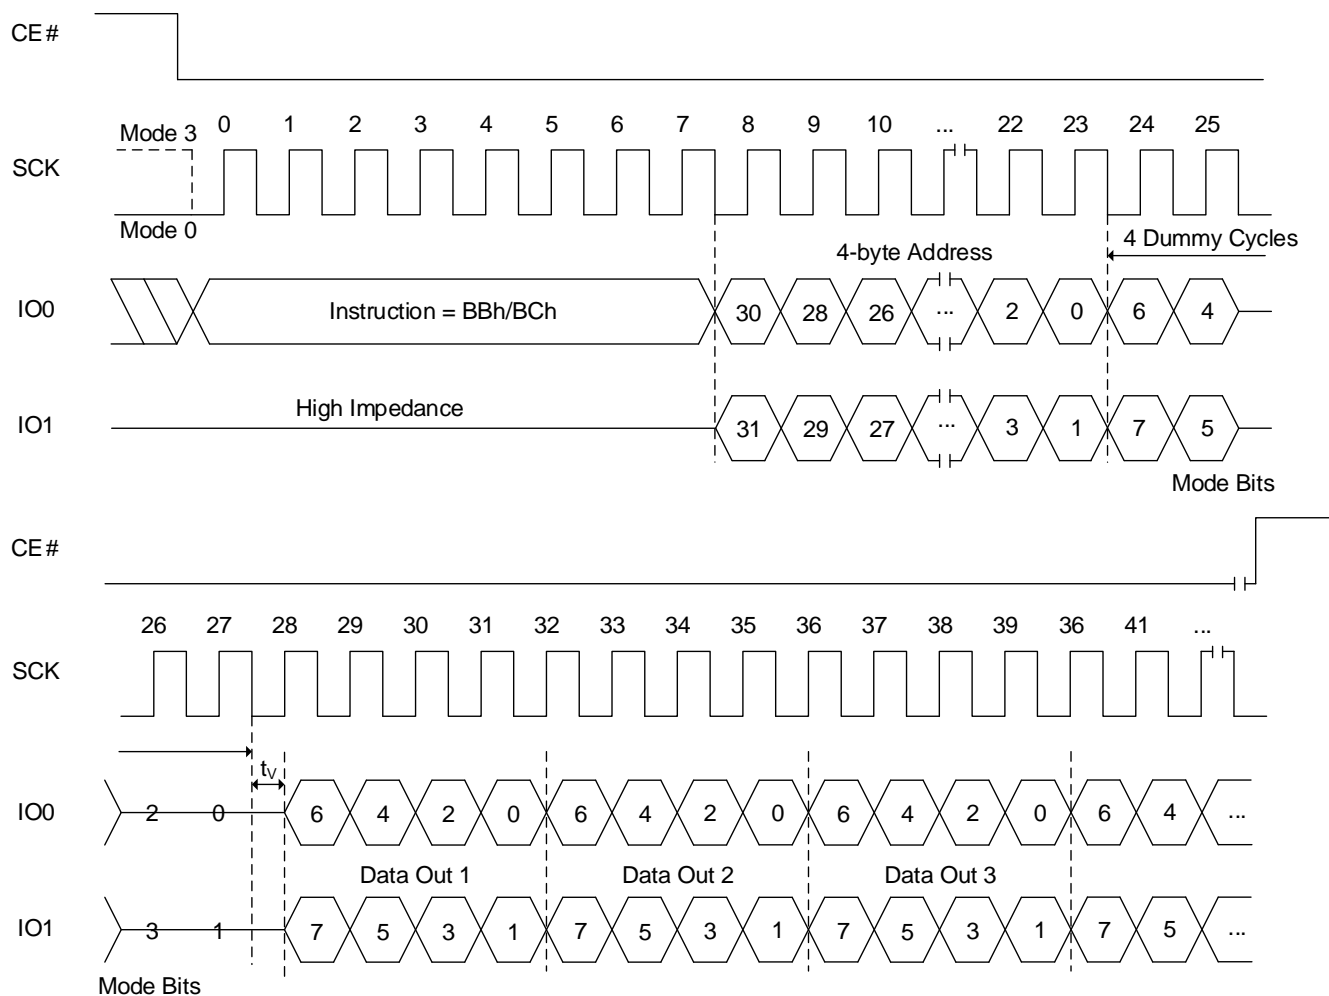 CE#
Mode 3 0 1 2 3 4 5 6 7 8 9 10 ... 22 23 24 25
SCK
Mode 0
4-byte Address 4 Dummy Cycles
IO0 Instruction = BBh/BCh 30 28 26 ... 2 0 6 4
High Impedance
IO1 31 29 27 ... 3 1 7 5
Mode Bits
CE#
26 27 28 29 30 31 32 33 34 35 36 37 38 39 36 41 ...
SCK
tV
IO0 2 0 6 4 2 0 6 4 2 0 6 4 2 0 6 4 ...
Data Out 1 Data Out 2 Data Out 3
IO1 3 1 7 5 3 1 7 5 3 1 7 5 3 1 7 5 ...
Mode Bits